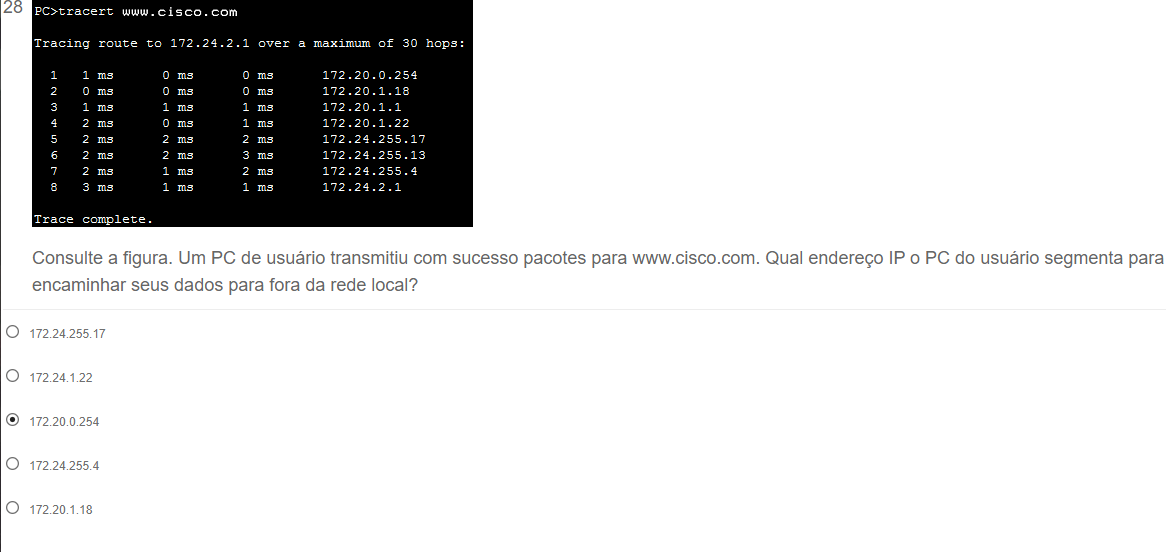 28
PC>tracert www.cisco.com
Tracing route to 172.24.2.1 over a maximum of 30 hops:
1 1 ms 0 ms 0 ms 172.20.0.254
2 0 ms 0 ms 0 ms 172.20.1.18
3 1 ms 1 ms 1 ms 172.20.1.1
4 2 ms 0 ms 1 ms 172.20.1.22
5 2 ms 2 ms 2 ms 172.24.255.17
6 2 ms 2 ms 3 ms 172.24.255.13
7 2 ms 1 ms 2 ms 172.24.255.4
8 3 ms 1 ms 1 ms 172.24.2.1
Trace complete.
Consulte a figura. Um PC de usuário transmitiu com sucesso pacotes para www.cisco.com. Qual endereço IP o PC do usuário segmenta para
encaminhar seus dados para fora da rede local?
172.24.255.17
172.24.1.22
172.20.0.254
172.24.255.4
172.20.1.18